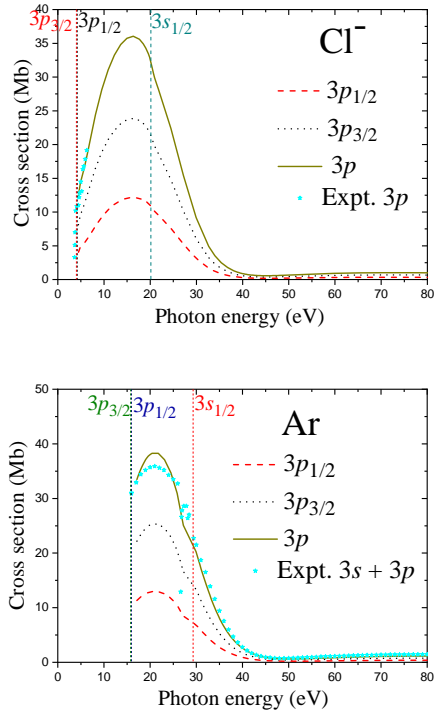 40
3p3/2 3p1/2 3s1/2
Cl−
35
30
3p1/2
25
3p3/2
20
3p
15
Expt. 3p
10
5
0
Cross section (Mb)
0 10 20 30 40 50 60 70 80
Photon energy (eV)
50
3p3/2 3p1/2 3s1/2
Ar
40
3p1/2
30
3p3/2
3p
20
Expt. 3s + 3p
10
0
Cross section (Mb)
0 10 20 30 40 50 60 70 80
Photon energy (eV)